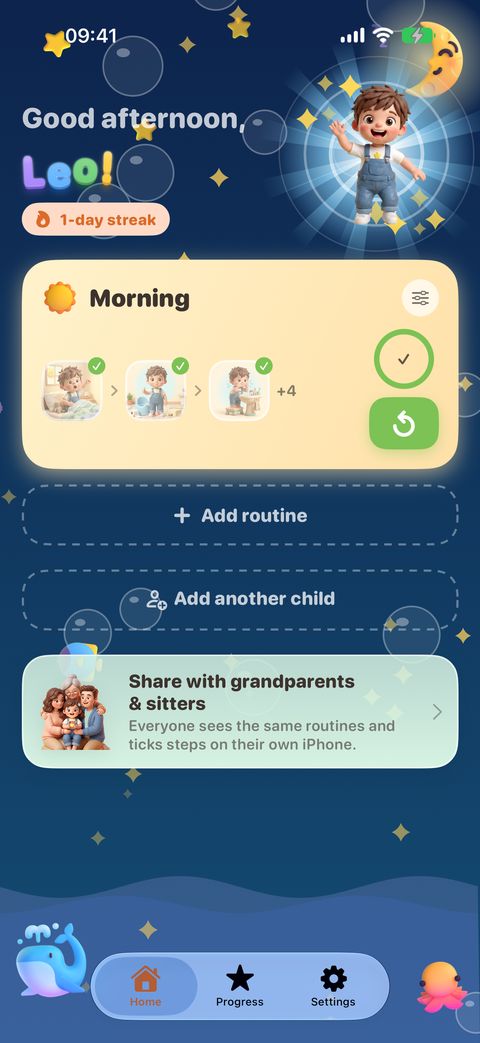 09:41
Good afternoon,
Leo!
1-day streak
Morning
+4
Add routine
Add another child
Share with grandparents
& sitters
Everyone sees the same routines and
ticks steps on their own iPhone.
Home
Progress
Settings